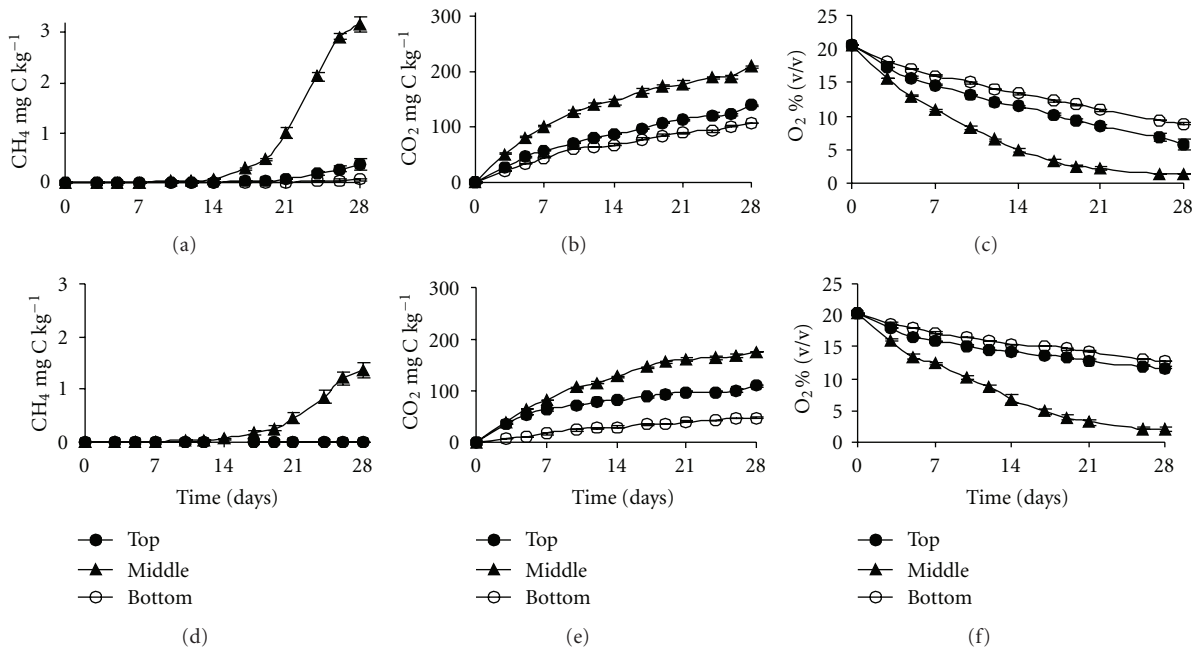 CH₄ mg C kg⁻¹
3
2
1
0
0 7 14 21 28
(a)
CO₂ mg C kg⁻¹
300
200
100
0
0 7 14 21 28
(b)
O₂ % (v/v)
25
20
15
10
5
0
0 7 14 21 28
(c)
CH₄ mg C kg⁻¹
3
2
1
0
0 7 14 21 28
Time (days)
Top
Middle
Bottom
(d)
CO₂ mg C kg⁻¹
300
200
100
0
0 7 14 21 28
Time (days)
Top
Middle
Bottom
(e)
O₂ % (v/v)
25
20
15
10
5
0
0 7 14 21 28
Time (days)
Top
Middle
Bottom
(f)